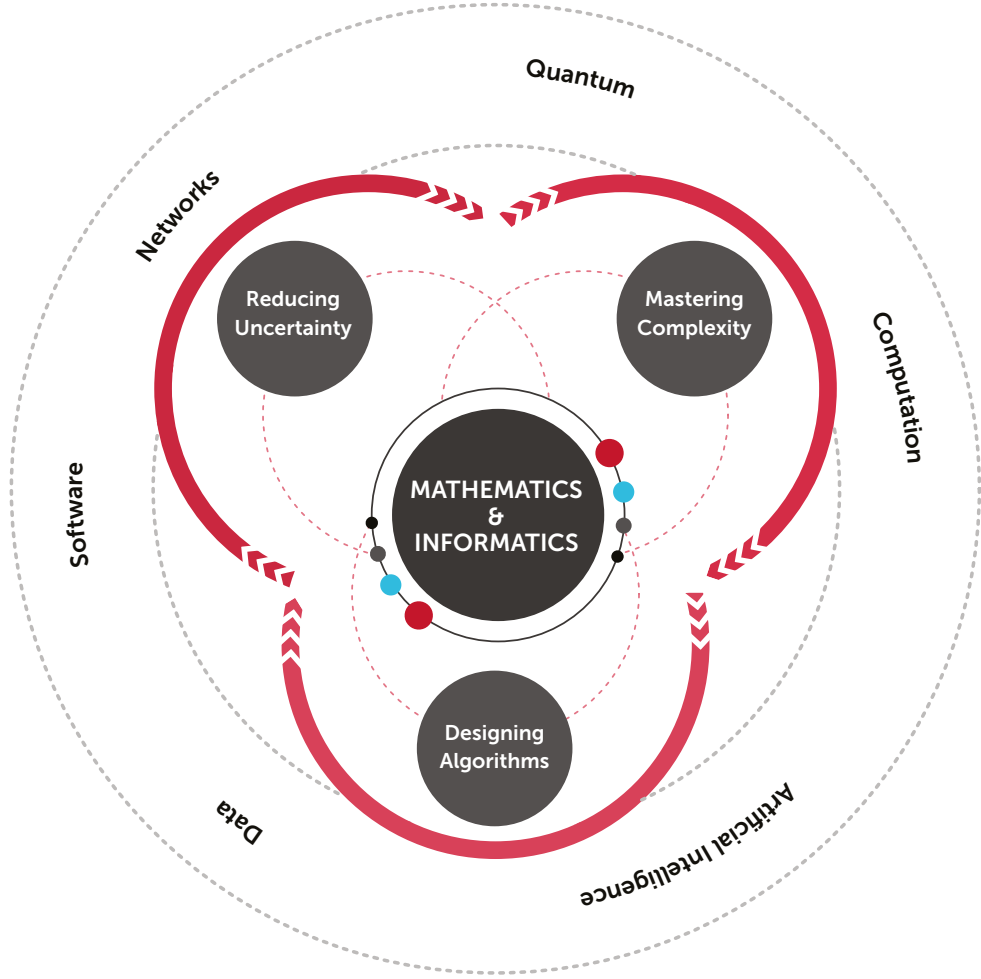 Quantum
Networks
Computation
Software
Data
Artificial Intelligence
Reducing
Uncertainty
Mastering
Complexity
MATHEMATICS
&
INFORMATICS
Designing
Algorithms